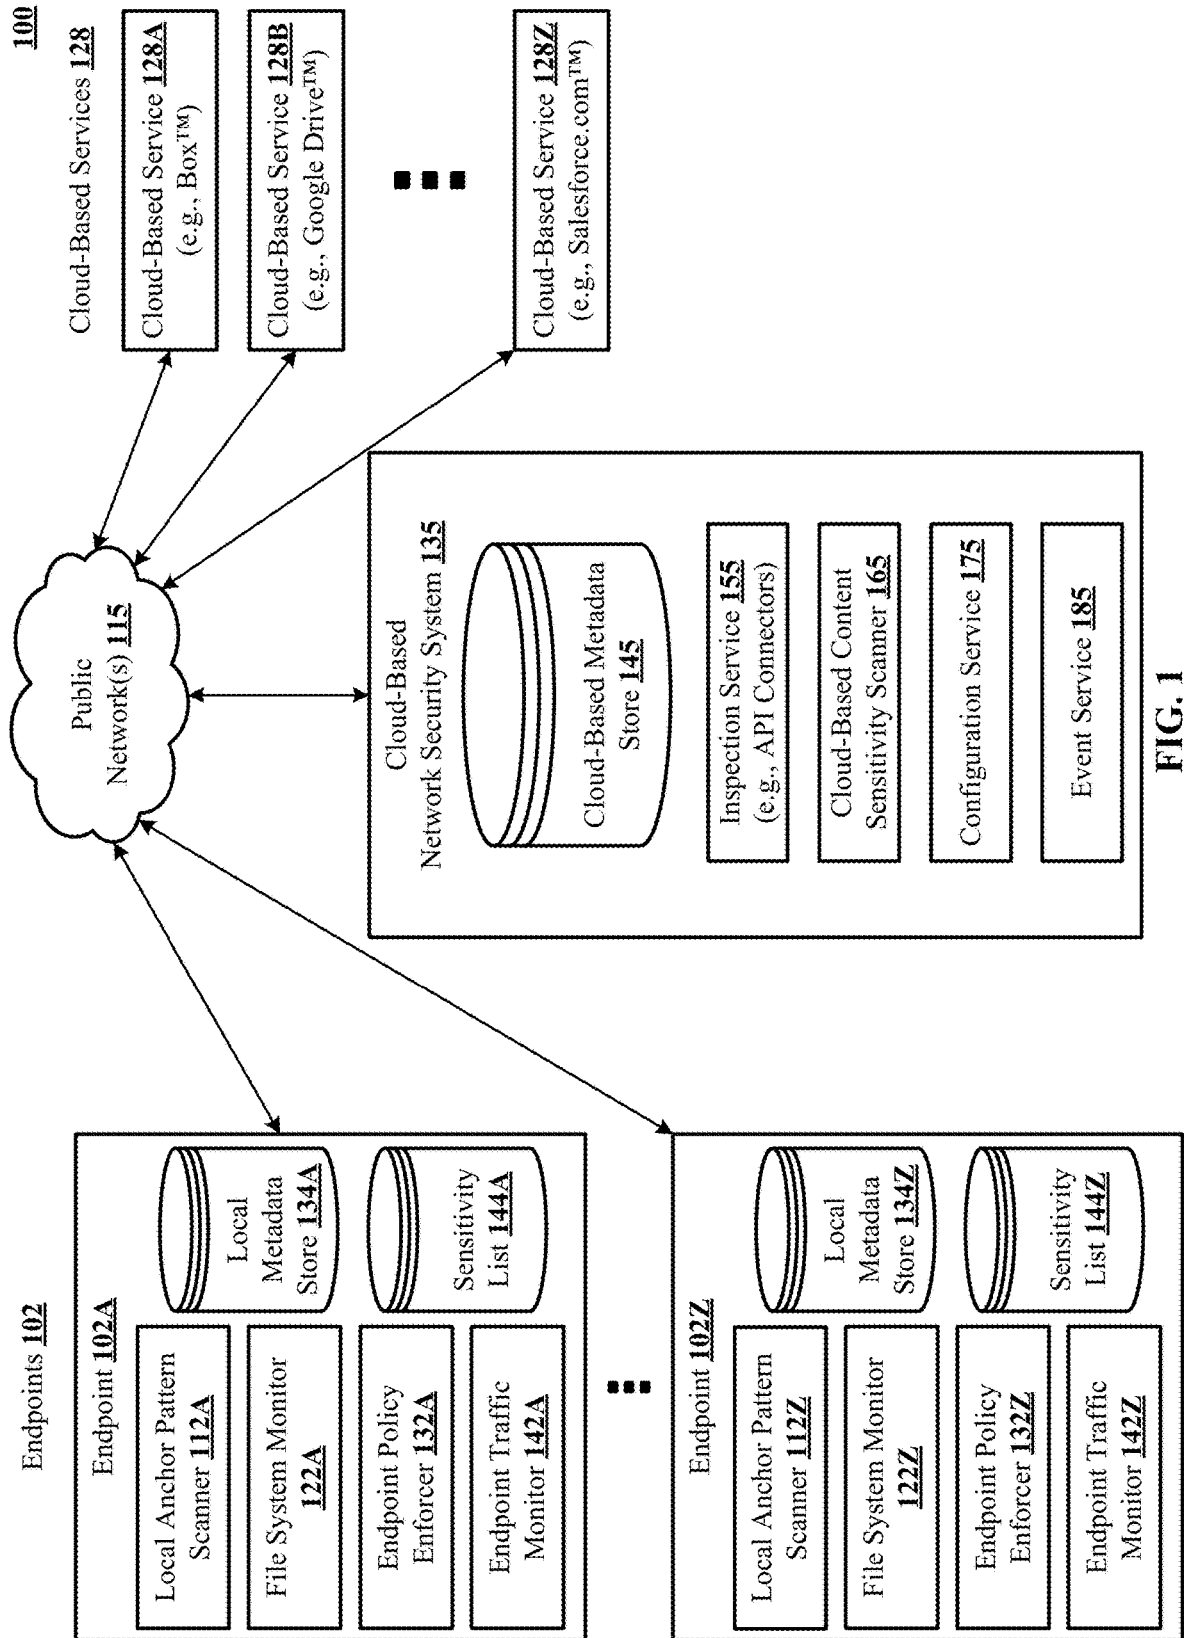 100
Endpoints 102
Endpoint 102A
Local Anchor Pattern
Scanner 112A
File System Monitor
122A
Endpoint Policy
Enforcer 132A
Endpoint Traffic
Monitor 142A
Local
Metadata
Store 134A
Sensitivity
List 144A
Endpoint 102Z
Local Anchor Pattern
Scanner 112Z
File System Monitor
122Z
Endpoint Policy
Enforcer 132Z
Endpoint Traffic
Monitor 142Z
Local
Metadata
Store 134Z
Sensitivity
List 144Z
Public
Network(s) 115
Cloud-Based
Network Security System 135
Cloud-Based Metadata
Store 145
Inspection Service 155
(e.g., API Connectors)
Cloud-Based Content
Sensitivity Scanner 165
Configuration Service 175
Event Service 185
Cloud-Based Services 128
Cloud-Based Service 128A
(e.g., Box™)
Cloud-Based Service 128B
(e.g., Google Drive™)
Cloud-Based Service 128Z
(e.g., Salesforce.com™)
FIG. 1